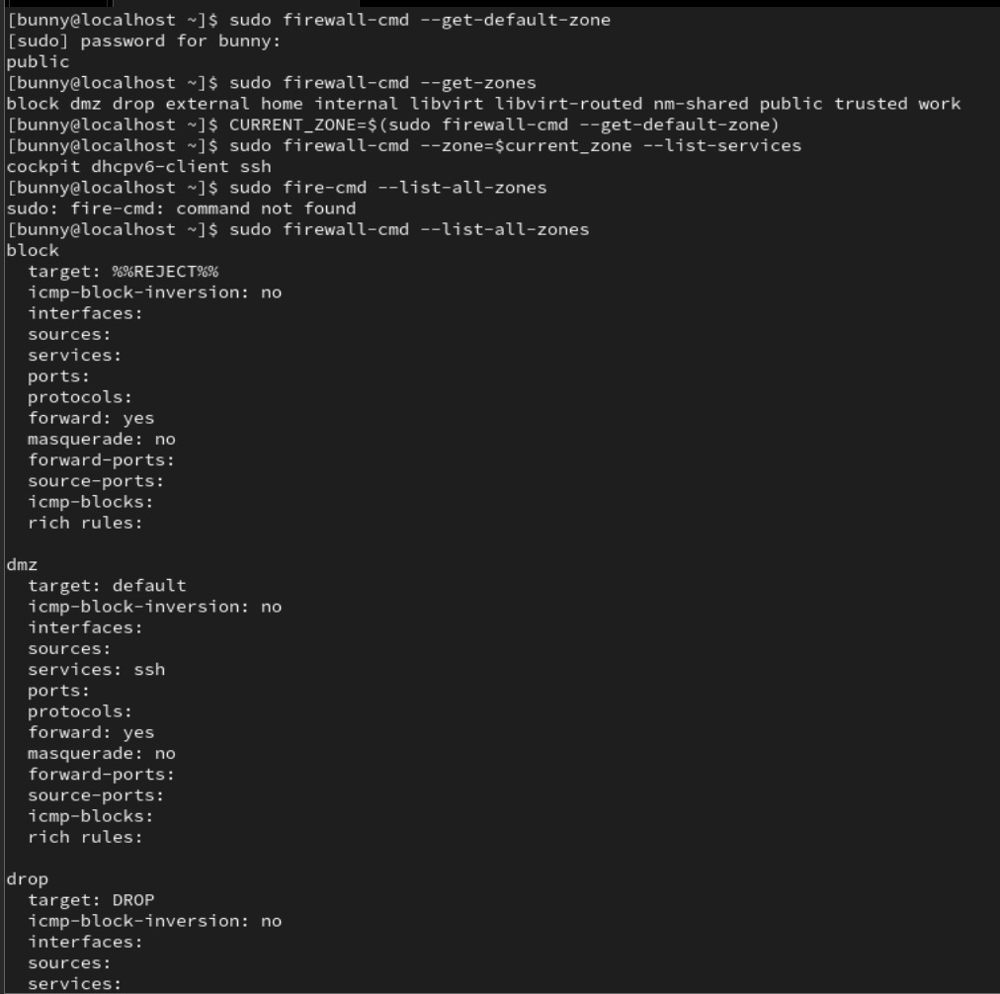 [bunny@localhost ~]$ sudo firewall-cmd --get-default-zone
[sudo] password for bunny:
public
[bunny@localhost ~]$ sudo firewall-cmd --get-zones
block dmz drop external home internal libvirt libvirt-routed nm-shared public trusted work
[bunny@localhost ~]$ CURRENT_ZONE=$(sudo firewall-cmd --get-default-zone)
[bunny@localhost ~]$ sudo firewall-cmd --zone=$current_zone --list-services
cockpit dhcpv6-client ssh
[bunny@localhost ~]$ sudo fire-cmd --list-all-zones
sudo: fire-cmd: command not found
[bunny@localhost ~]$ sudo firewall-cmd --list-all-zones
block
  target: %%REJECT%%
  icmp-block-inversion: no
  interfaces:
  sources:
  services:
  ports:
  protocols:
  forward: yes
  masquerade: no
  forward-ports:
  source-ports:
  icmp-blocks:
  rich rules:

dmz
  target: default
  icmp-block-inversion: no
  interfaces:
  sources:
  services: ssh
  ports:
  protocols:
  forward: yes
  masquerade: no
  forward-ports:
  source-ports:
  icmp-blocks:
  rich rules:

drop
  target: DROP
  icmp-block-inversion: no
  interfaces:
  sources:
  services: